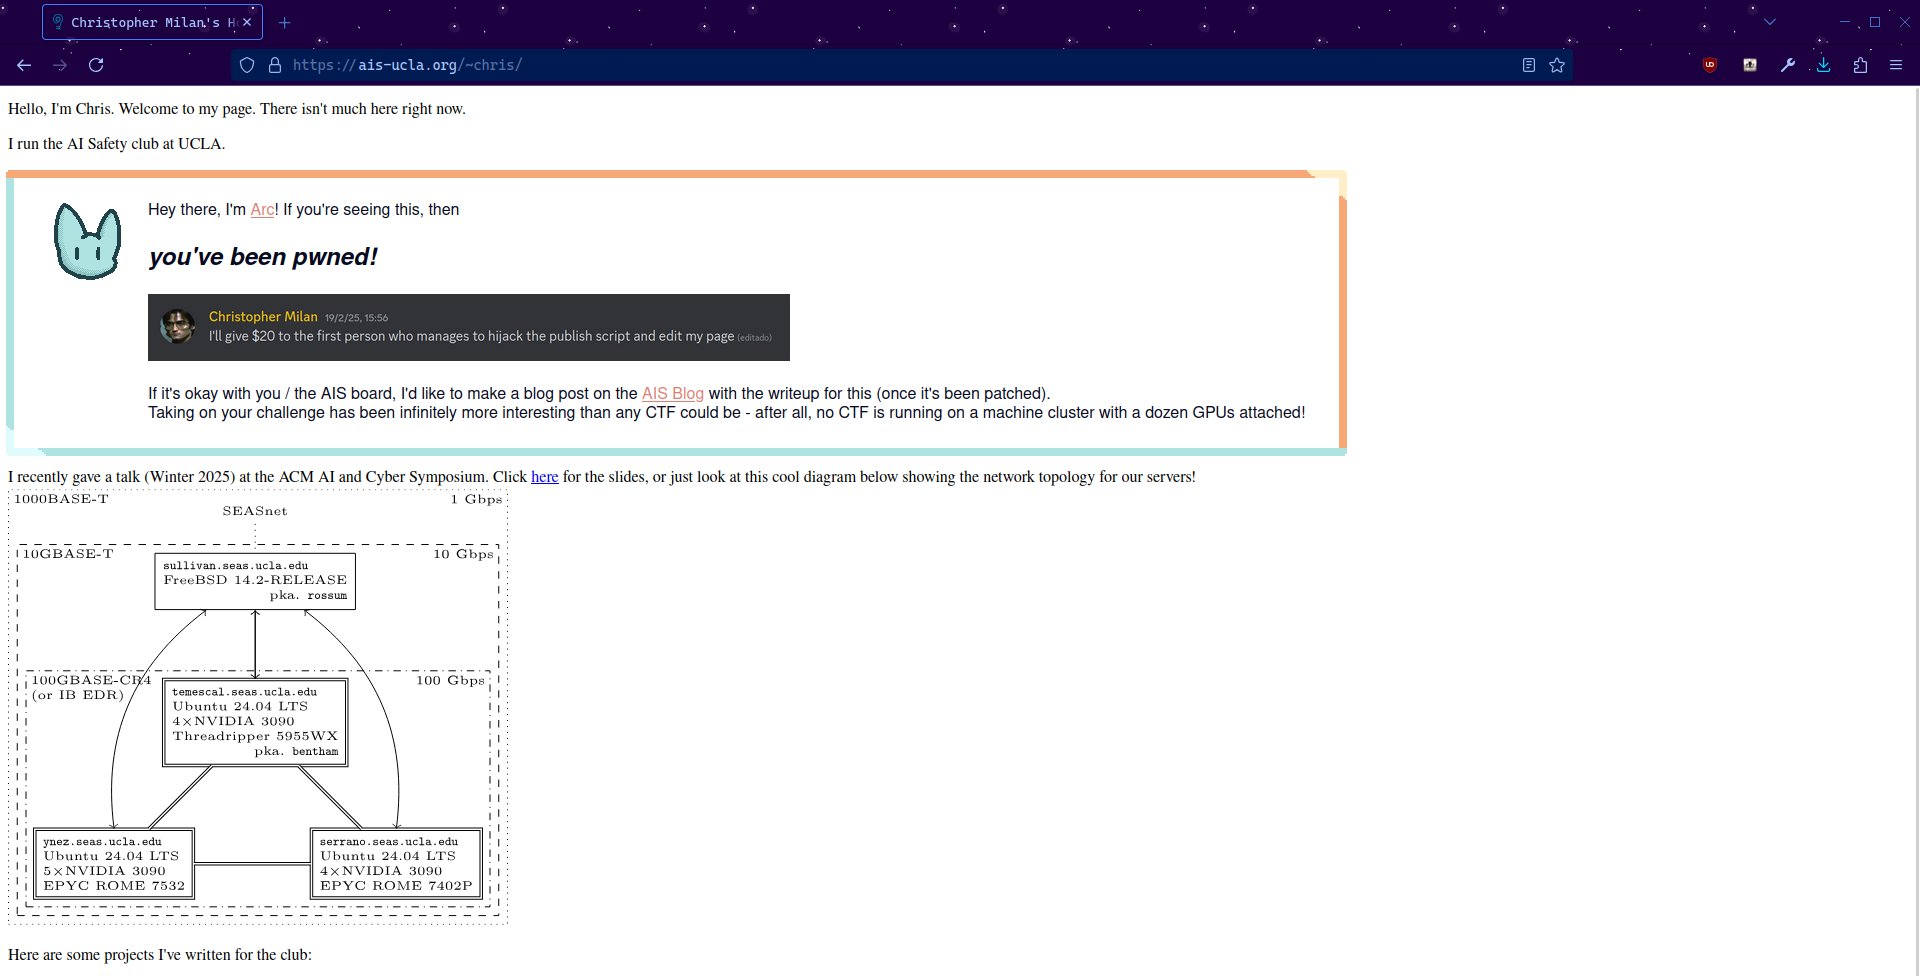 Christopher Milan's H
https://ais-ucla.org/~chris/
Hello, I'm Chris. Welcome to my page. There isn't much here right now.
I run the AI Safety club at UCLA.
Hey there, I'm Arc! If you're seeing this, then
you've been pwned!
Christopher Milan 19/2/25, 15:56
I'll give $20 to the first person who manages to hijack the publish script and edit my page (editado)
If it's okay with you / the AIS board, I'd like to make a blog post on the AIS Blog with the writeup for this (once it's been patched).
Taking on your challenge has been infinitely more interesting than any CTF could be - after all, no CTF is running on a machine cluster with a dozen GPUs attached!
I recently gave a talk (Winter 2025) at the ACM AI and Cyber Symposium. Click here for the slides, or just look at this cool diagram below showing the network topology for our servers!
1000BASE-T 1 Gbps
SEASnet
10GBASE-T 10 Gbps
sullivan.seas.ucla.edu
FreeBSD 14.2-RELEASE
pka. rossum
100GBASE-CR4 100 Gbps
(or IB EDR)
temescal.seas.ucla.edu
Ubuntu 24.04 LTS
4×NVIDIA 3090
Threadripper 5955WX
pka. bentham
ynez.seas.ucla.edu
Ubuntu 24.04 LTS
5×NVIDIA 3090
EPYC ROME 7532
serrano.seas.ucla.edu
Ubuntu 24.04 LTS
4×NVIDIA 3090
EPYC ROME 7402P
Here are some projects I've written for the club: